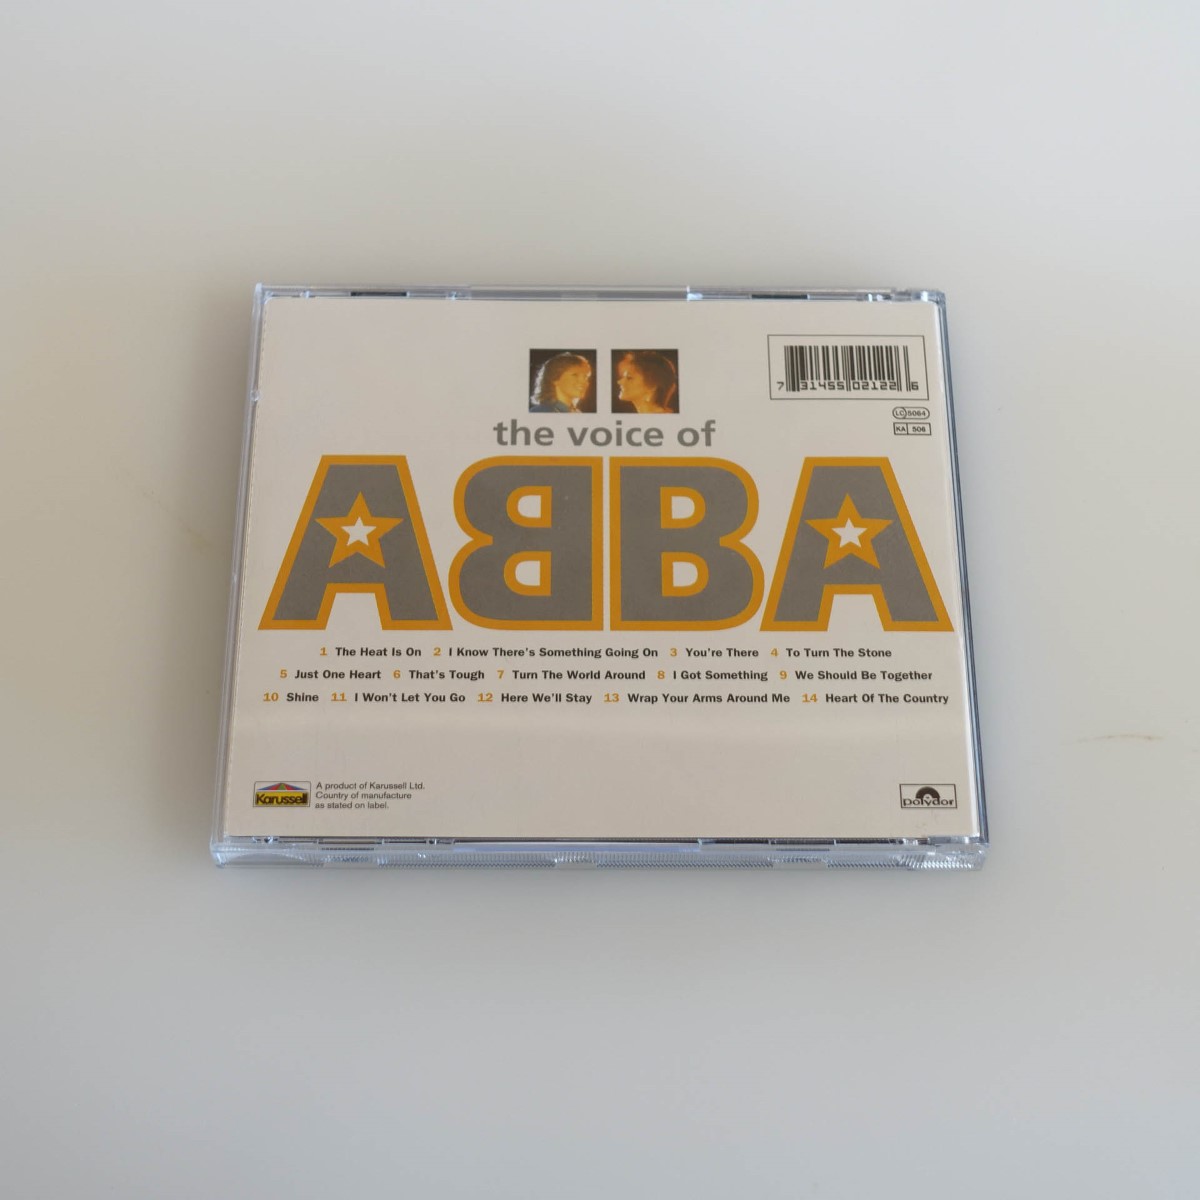 7 31455 02122 6
LC 5064
KA 506
the voice of
ABBA
1 The Heat Is On 2 I Know There's Something Going On 3 You're There 4 To Turn The Stone
5 Just One Heart 6 That's Tough 7 Turn The World Around 8 I Got Something 9 We Should Be Together
10 Shine 11 I Won't Let You Go 12 Here We'll Stay 13 Wrap Your Arms Around Me 14 Heart Of The Country
Karussell
A product of Karussell Ltd.
Country of manufacture
as stated on label.
polydor